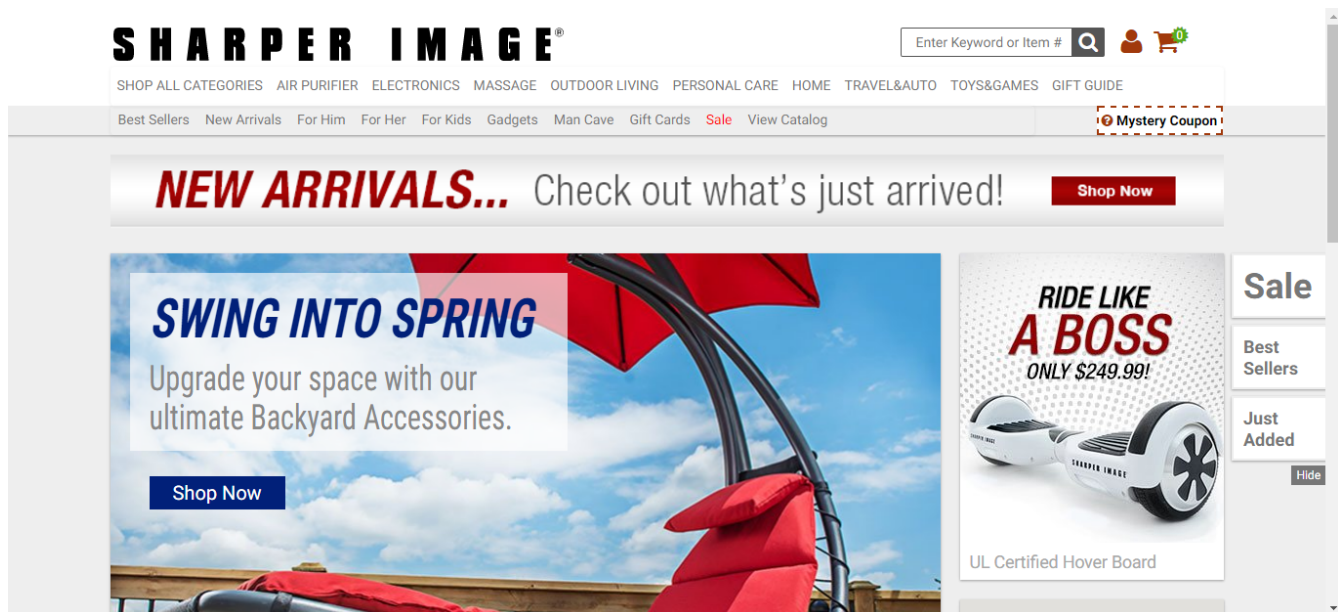 SHARPER IMAGE®
Enter Keyword or Item #
0
SHOP ALL CATEGORIES AIR PURIFIER ELECTRONICS MASSAGE OUTDOOR LIVING PERSONAL CARE HOME TRAVEL&AUTO TOYS&GAMES GIFT GUIDE
Best Sellers New Arrivals For Him For Her For Kids Gadgets Man Cave Gift Cards Sale View Catalog
? Mystery Coupon
NEW ARRIVALS... Check out what's just arrived! Shop Now
SWING INTO SPRING
Upgrade your space with our
ultimate Backyard Accessories.
Shop Now
RIDE LIKE
A BOSS
ONLY $249.99!
SHARPER IMAGE
SHARPER IMAGE
UL Certified Hover Board
Sale
Best
Sellers
Just
Added
Hide